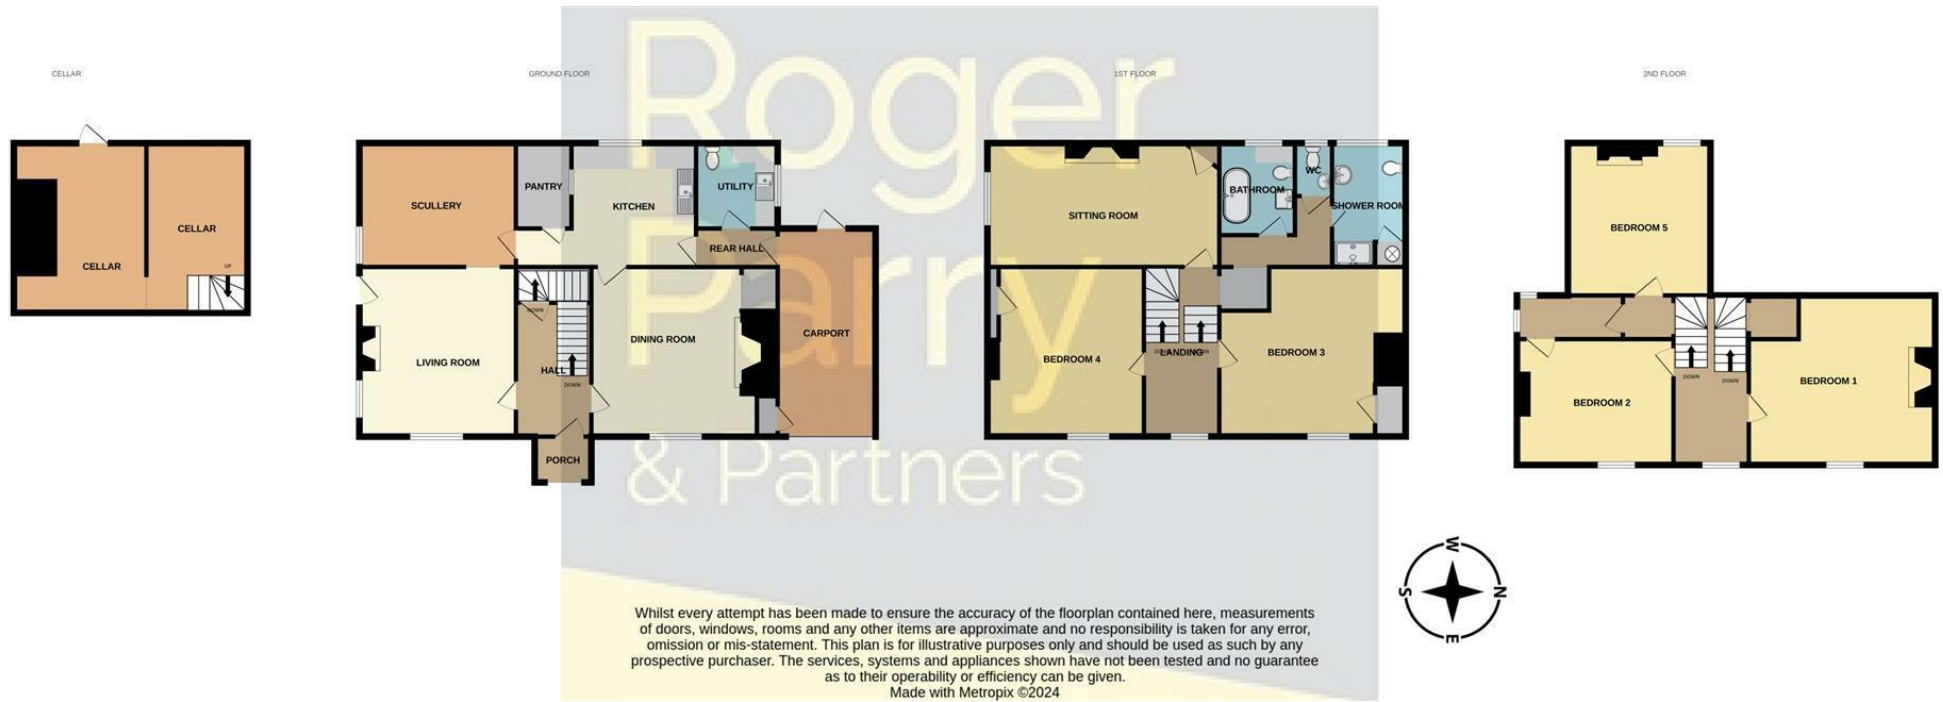 CELLAR
CELLAR
CELLAR
UP
GROUND FLOOR
SCULLERY
PANTRY
KITCHEN
UTILITY
REAR HALL
DOWN
LIVING ROOM
HALL
DOWN
DINING ROOM
CARPORT
PORCH
1ST FLOOR
SITTING ROOM
BATHROOM
WC
SHOWER ROOM
BEDROOM 4
LANDING
DOWN
DOWN
BEDROOM 3
2ND FLOOR
BEDROOM 5
DOWN
DOWN
BEDROOM 2
BEDROOM 1
Roger
Parry
& Partners
W
N
S
E
Whilst every attempt has been made to ensure the accuracy of the floorplan contained here, measurements
of doors, windows, rooms and any other items are approximate and no responsibility is taken for any error,
omission or mis-statement. This plan is for illustrative purposes only and should be used as such by any
prospective purchaser. The services, systems and appliances shown have not been tested and no guarantee
as to their operability or efficiency can be given.
Made with Metropix ©2024